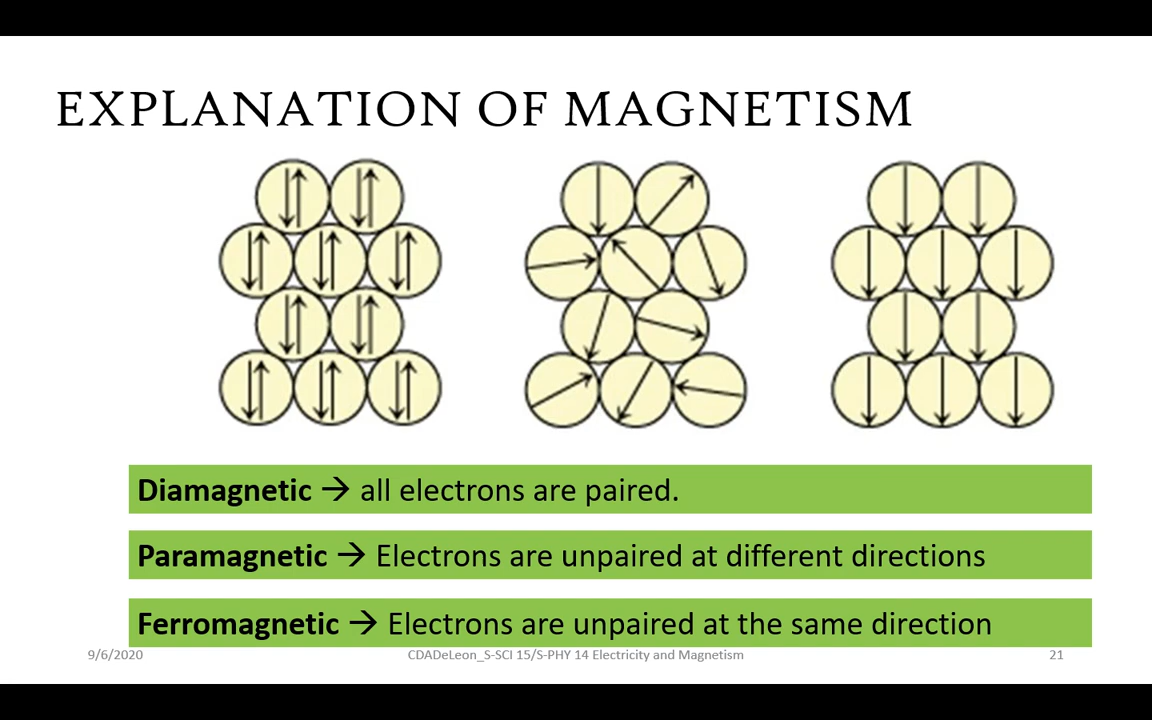 EXPLANATION OF MAGNETISM
Diamagnetic → all electrons are paired.
Paramagnetic → Electrons are unpaired at different directions
Ferromagnetic → Electrons are unpaired at the same direction
9/6/2020 CDADeLeon_S-SCI 15/S-PHY 14 Electricity and Magnetism 21